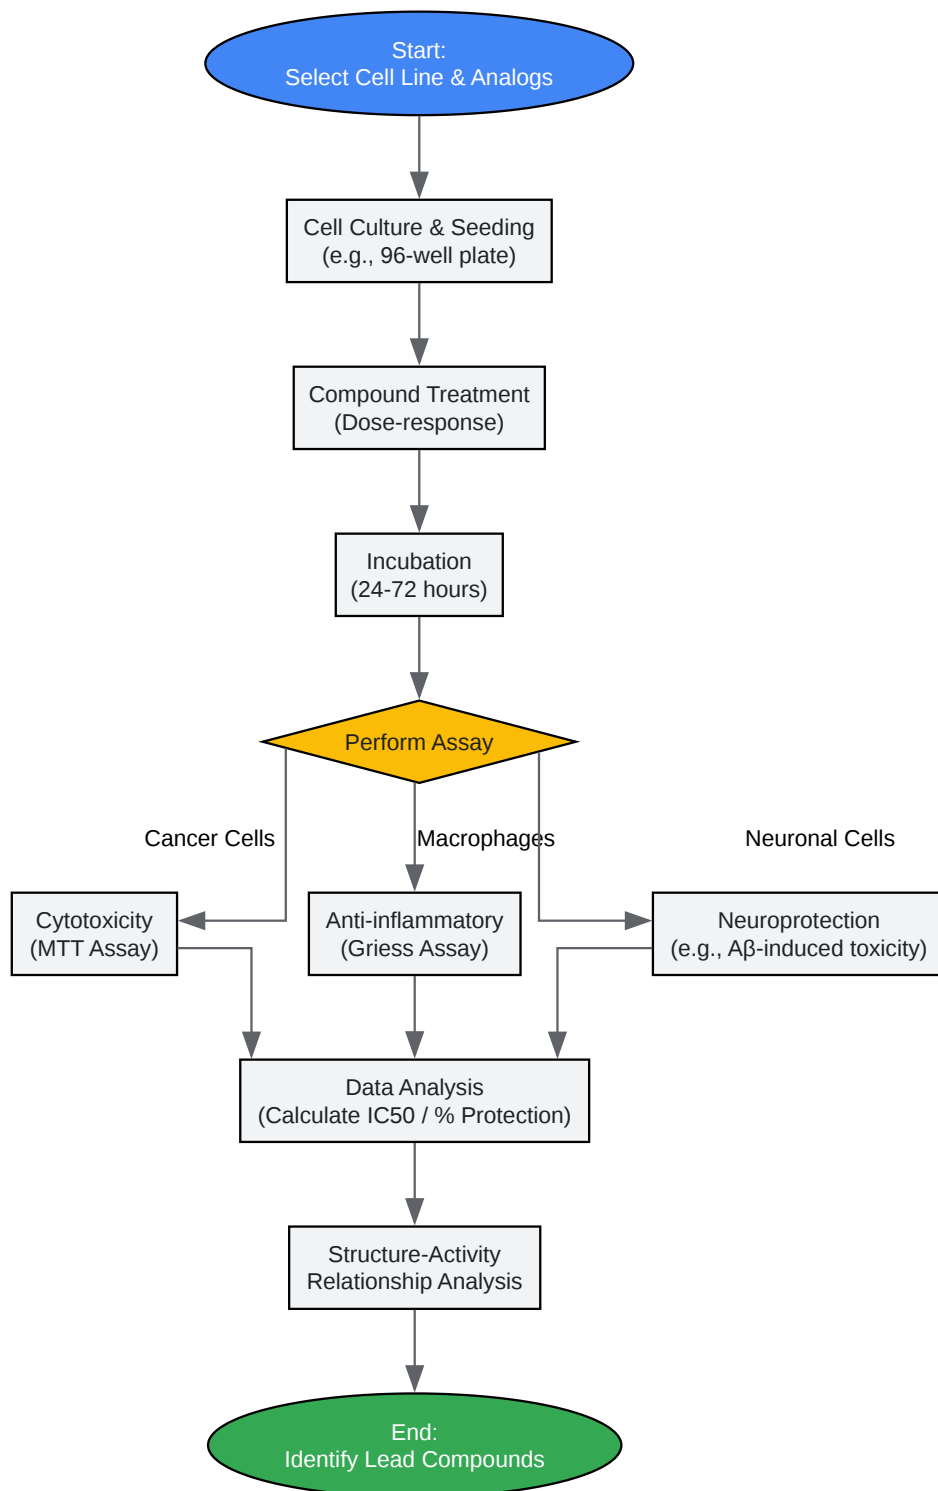 Start:
Select Cell Line & Analogs
Cell Culture & Seeding
(e.g., 96-well plate)
Compound Treatment
(Dose-response)
Incubation
(24-72 hours)
Perform Assay
Cancer Cells
Macrophages
Neuronal Cells
Cytotoxicity
(MTT Assay)
Anti-inflammatory
(Griess Assay)
Neuroprotection
(e.g., Aβ-induced toxicity)
Data Analysis
(Calculate IC50 / % Protection)
Structure-Activity
Relationship Analysis
End:
Identify Lead Compounds